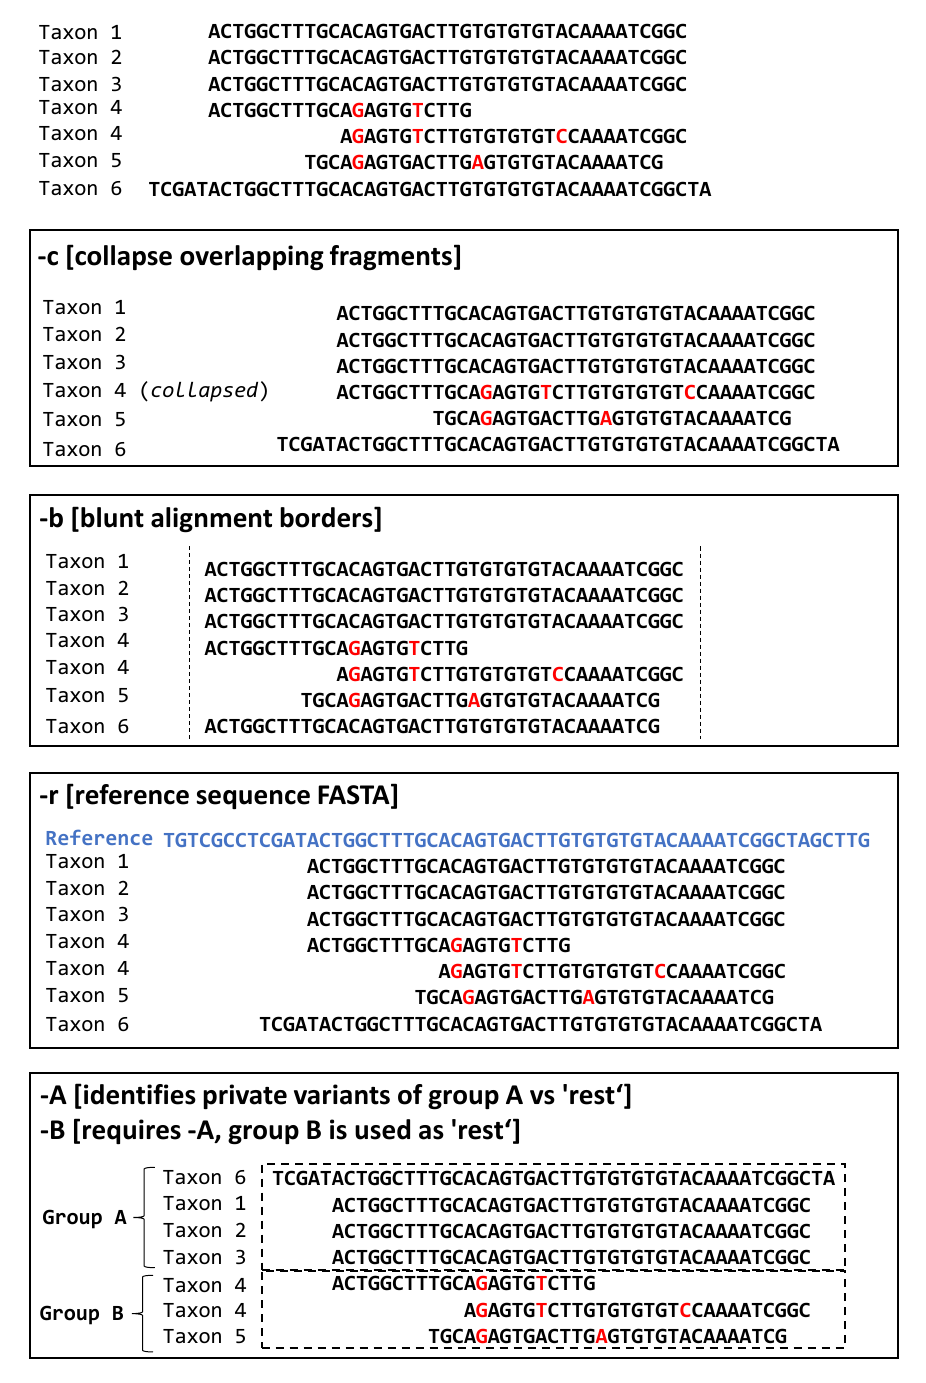 Taxon 1 ACTGGCTTTGCACAGTGACTTGTGTGTGTACAAAATCGGC
Taxon 2 ACTGGCTTTGCACAGTGACTTGTGTGTGTACAAAATCGGC
Taxon 3 ACTGGCTTTGCACAGTGACTTGTGTGTGTACAAAATCGGC
Taxon 4 ACTGGCTTTGCAGAGTGTCTTG
Taxon 4 AGAGTGTCTTGTGTGTGTCCAAAATCGGC
Taxon 5 TGCAGAGTGACTTGAGTGTGTACAAAATCG
Taxon 6 TCGATACTGGCTTTGCACAGTGACTTGTGTGTGTACAAAATCGGCTA
-c [collapse overlapping fragments]
Taxon 1 ACTGGCTTTGCACAGTGACTTGTGTGTGTACAAAATCGGC
Taxon 2 ACTGGCTTTGCACAGTGACTTGTGTGTGTACAAAATCGGC
Taxon 3 ACTGGCTTTGCACAGTGACTTGTGTGTGTACAAAATCGGC
Taxon 4 (collapsed) ACTGGCTTTGCAGAGTGTCTTGTGTGTGTCCAAAATCGGC
Taxon 5 TGCAGAGTGACTTGAGTGTGTACAAAATCG
Taxon 6 TCGATACTGGCTTTGCACAGTGACTTGTGTGTGTACAAAATCGGCTA
-b [blunt alignment borders]
Taxon 1 ACTGGCTTTGCACAGTGACTTGTGTGTGTACAAAATCGGC
Taxon 2 ACTGGCTTTGCACAGTGACTTGTGTGTGTACAAAATCGGC
Taxon 3 ACTGGCTTTGCACAGTGACTTGTGTGTGTACAAAATCGGC
Taxon 4 ACTGGCTTTGCAGAGTGTCTTG
Taxon 4 AGAGTGTCTTGTGTGTGTCCAAAATCGGC
Taxon 5 TGCAGAGTGACTTGAGTGTGTACAAAATCG
Taxon 6 ACTGGCTTTGCACAGTGACTTGTGTGTGTACAAAATCG
-r [reference sequence FASTA]
Reference TGTCGCCTCGATACTGGCTTTGCACAGTGACTTGTGTGTGTACAAAATCGGCTAGCTTG
Taxon 1 ACTGGCTTTGCACAGTGACTTGTGTGTGTACAAAATCGGC
Taxon 2 ACTGGCTTTGCACAGTGACTTGTGTGTGTACAAAATCGGC
Taxon 3 ACTGGCTTTGCACAGTGACTTGTGTGTGTACAAAATCGGC
Taxon 4 ACTGGCTTTGCAGAGTGTCTTG
Taxon 4 AGAGTGTCTTGTGTGTGTCCAAAATCGGC
Taxon 5 TGCAGAGTGACTTGAGTGTGTACAAAATCG
Taxon 6 TCGATACTGGCTTTGCACAGTGACTTGTGTGTGTACAAAATCGGCTA
-A [identifies private variants of group A vs 'rest‘]
-B [requires -A, group B is used as 'rest‘]
Group A
Taxon 6 TCGATACTGGCTTTGCACAGTGACTTGTGTGTGTACAAAATCGGCTA
Taxon 1 ACTGGCTTTGCACAGTGACTTGTGTGTGTACAAAATCGGC
Taxon 2 ACTGGCTTTGCACAGTGACTTGTGTGTGTACAAAATCGGC
Taxon 3 ACTGGCTTTGCACAGTGACTTGTGTGTGTACAAAATCGGC
Group B
Taxon 4 ACTGGCTTTGCAGAGTGTCTTG
Taxon 4 AGAGTGTCTTGTGTGTGTCCAAAATCGGC
Taxon 5 TGCAGAGTGACTTGAGTGTGTACAAAATCG